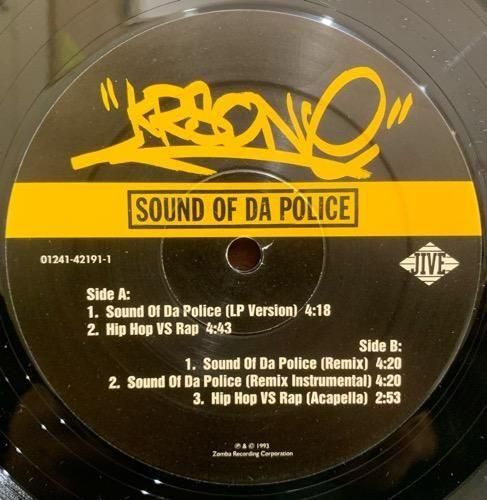 "KRS ONE"
SOUND OF DA POLICE
01241-42191-1
JIVE
Side A:
1. Sound Of Da Police (LP Version) 4:18
2. Hip Hop VS Rap 4:43
Side B:
1. Sound Of Da Police (Remix) 4:20
2. Sound Of Da Police (Remix Instrumental) 4:20
3. Hip Hop VS Rap (Acapella) 2:53
℗ & © 1993
Zomba Recording Corporation